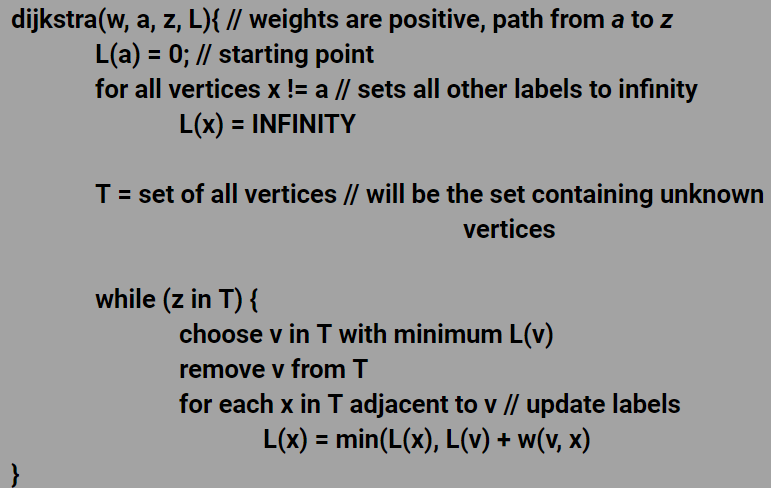 dijkstra(w, a, z, L){ // weights are positive, path from a to z
L(a) = 0; // starting point
for all vertices x != a // sets all other labels to infinity
L(x) = INFINITY
T = set of all vertices // will be the set containing unknown
vertices
while (z in T) {
choose v in T with minimum L(v)
remove v from T
for each x in T adjacent to v // update labels
L(x) = min(L(x), L(v) + w(v, x)
}